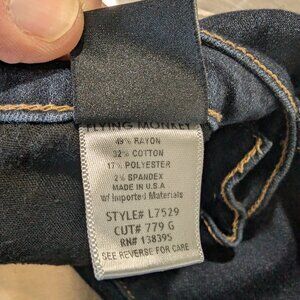 FLYING MONKEY
49% RAYON
32% COTTON
17% POLYESTER
2% SPANDEX
MADE IN U.S.A
w/ Imported Materials
STYLE# L7529
CUT# 779 G
RN# 138395
SEE REVERSE FOR CARE